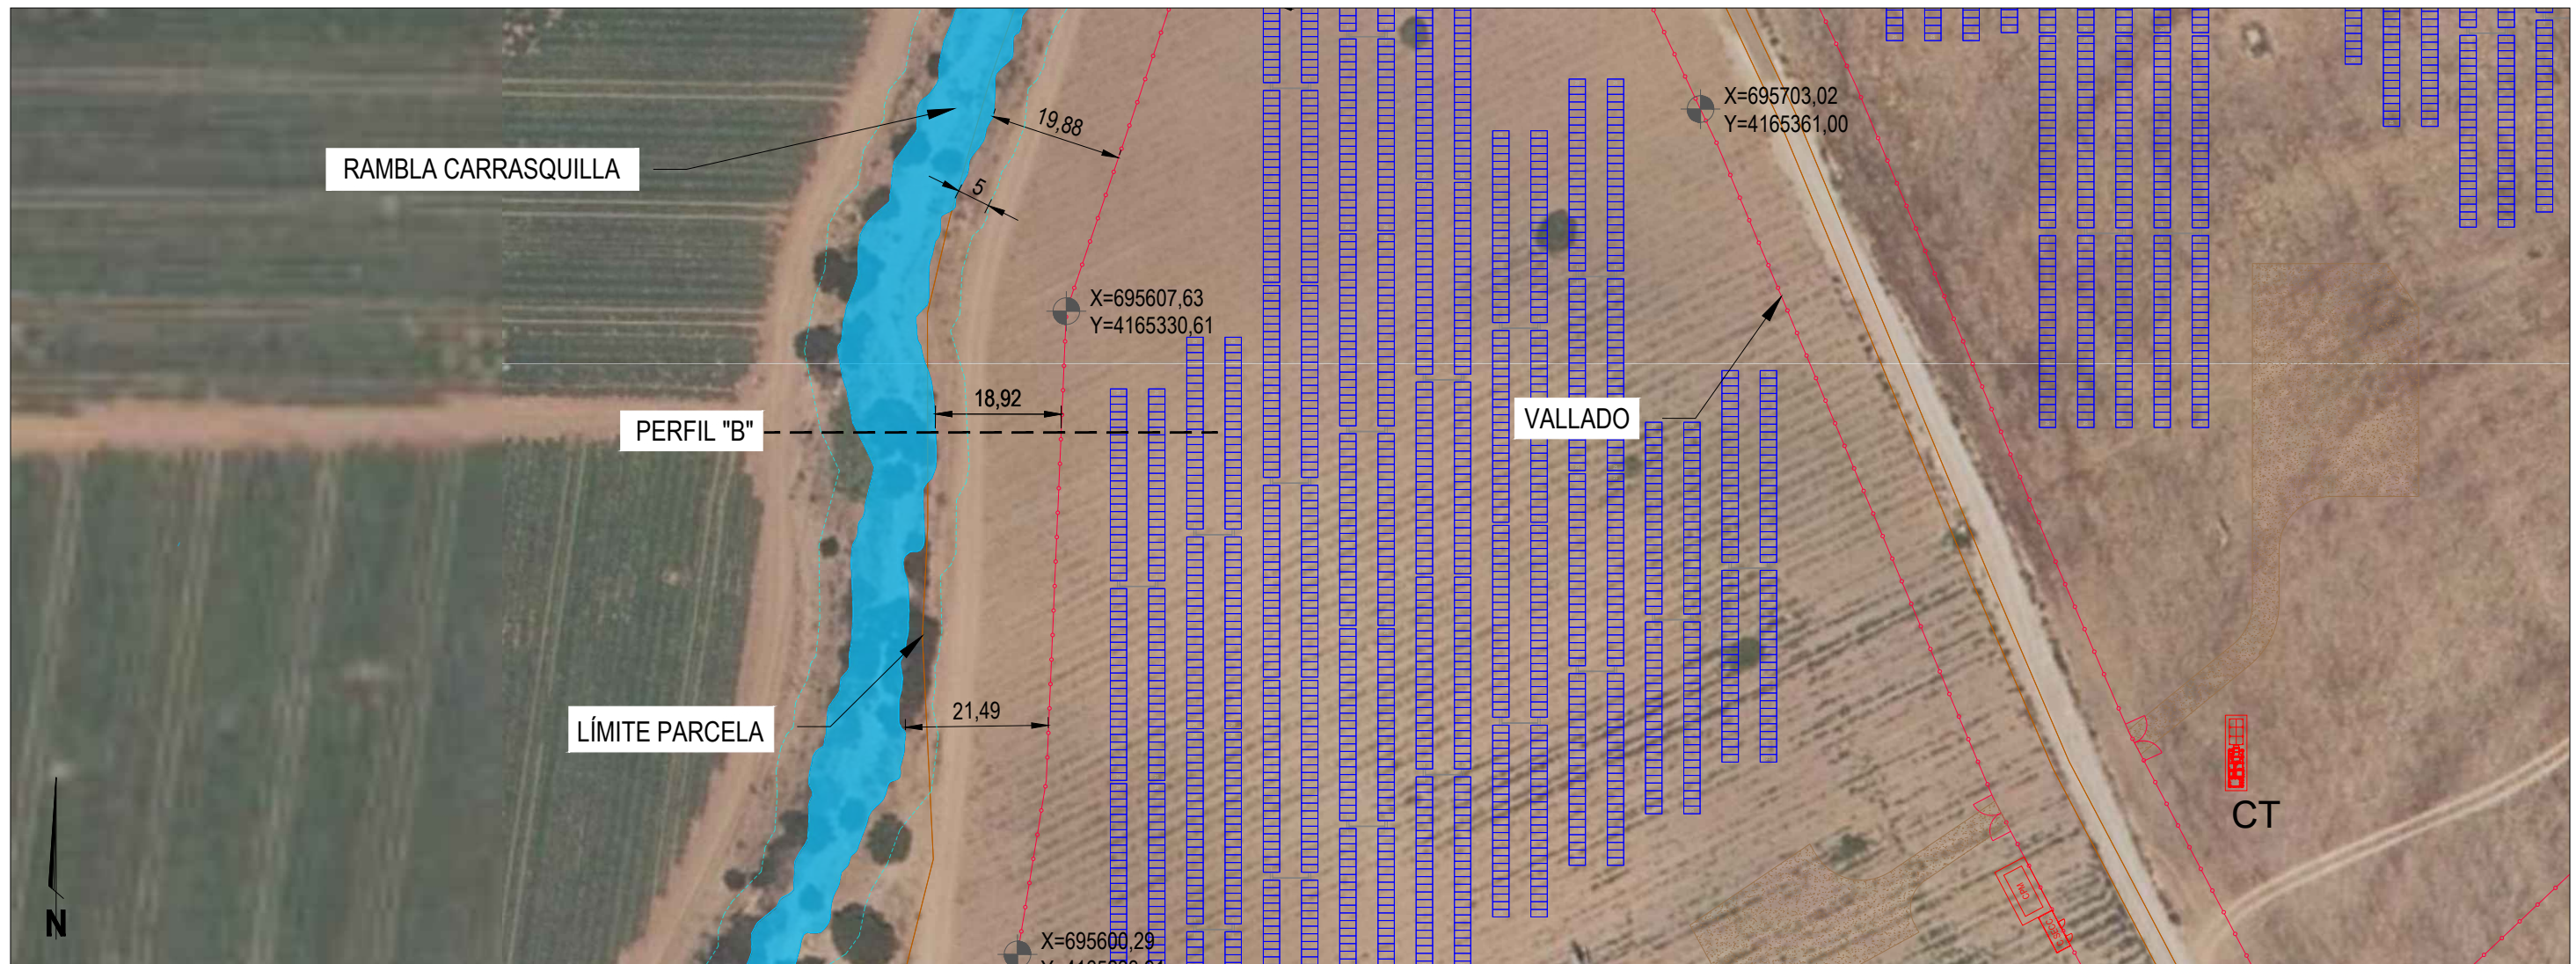 X=695703,02
Y=4165361,00
19,88
RAMBLA CARRASQUILLA
5
X=695607,63
Y=4165330,61
18,92
VALLADO
PERFIL "B"
21,49
LÍMITE PARCELA
CT
CPM
N
X=695600,29